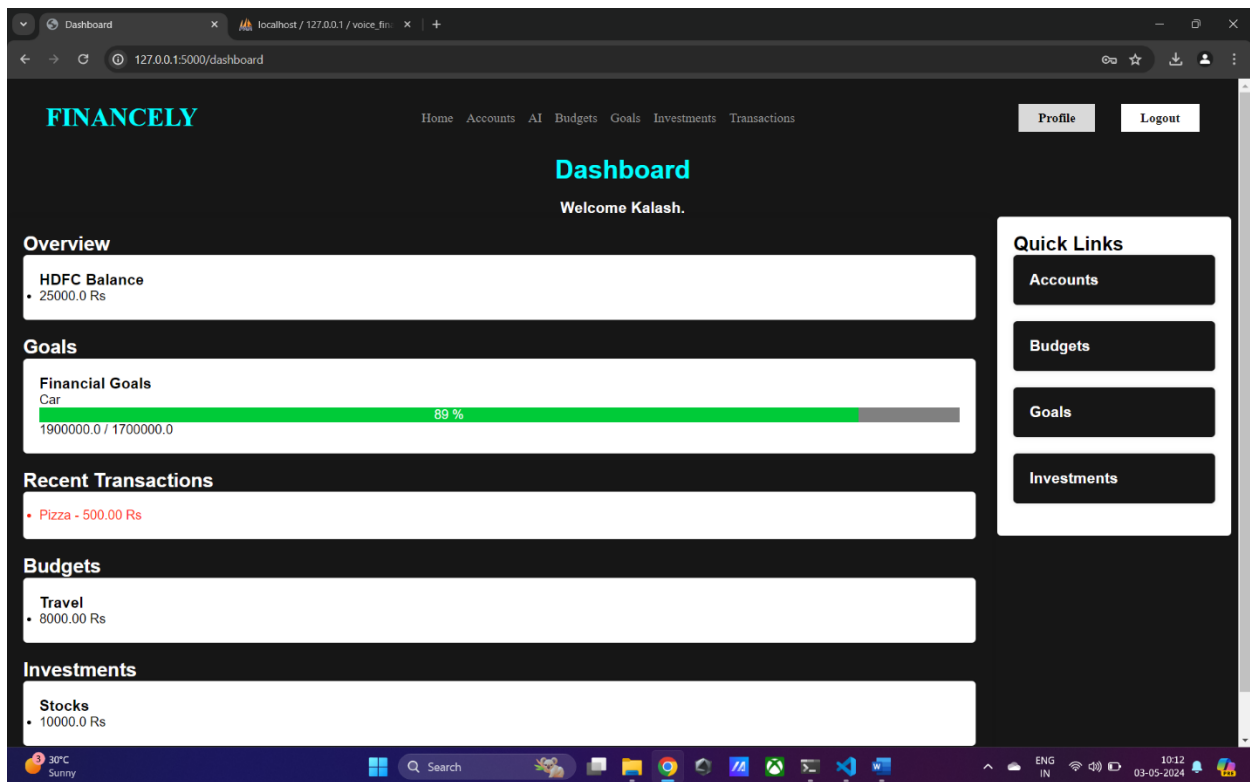 Dashboard
localhost / 127.0.0.1 / voice_fin
127.0.0.1:5000/dashboard
FINANCELY
Home Accounts AI Budgets Goals Investments Transactions
Profile
Logout
Dashboard
Welcome Kalash.
Overview
HDFC Balance
• 25000.0 Rs
Goals
Financial Goals
Car
89 %
1900000.0 / 1700000.0
Recent Transactions
• Pizza - 500.00 Rs
Budgets
Travel
• 8000.00 Rs
Investments
Stocks
• 10000.0 Rs
Quick Links
Accounts
Budgets
Goals
Investments
3
30°C
Sunny
Search
ENG
IN
10:12
03-05-2024